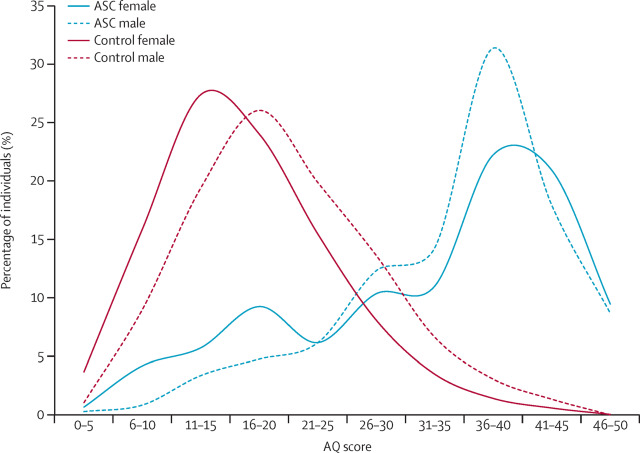 35
30
25
20
15
10
5
0
Percentage of individuals (%)
ASC female
ASC male
Control female
Control male
0–5 6–10 11–15 16–20 21–25 26–30 31–35 36–40 41–45 46–50
AQ score